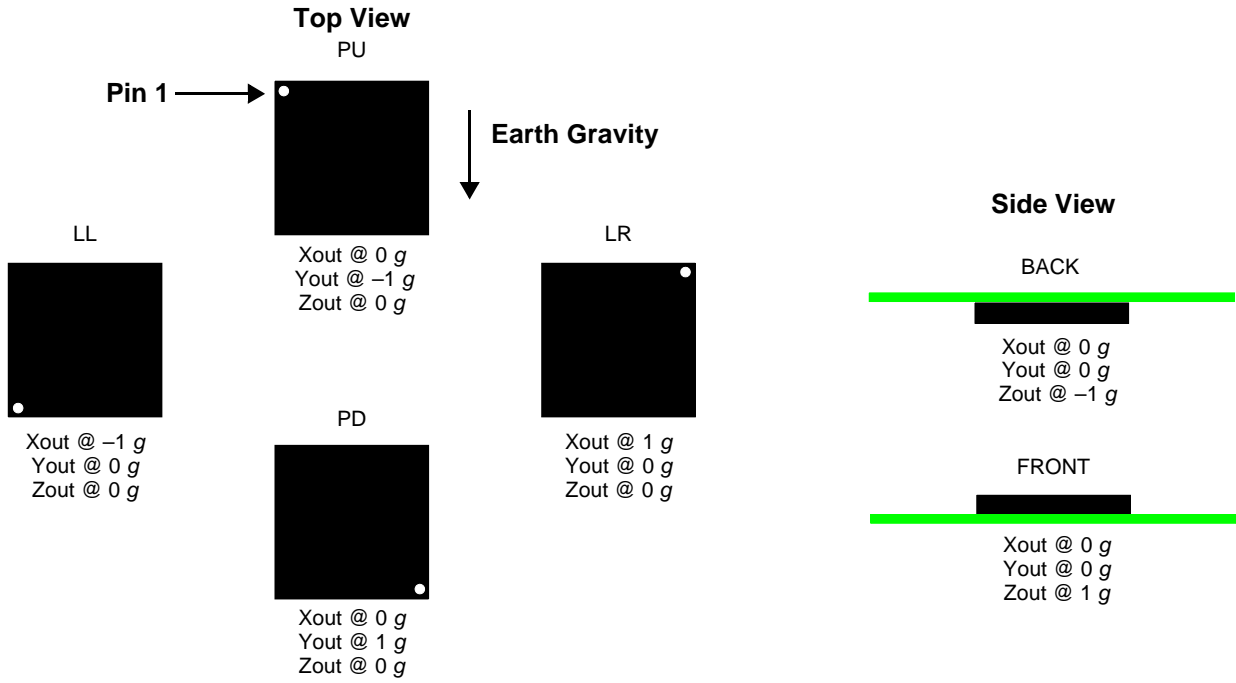 Top View
PU
Pin 1
Earth Gravity
Xout @ 0 g
Yout @ –1 g
Zout @ 0 g
LL
Xout @ –1 g
Yout @ 0 g
Zout @ 0 g
LR
Xout @ 1 g
Yout @ 0 g
Zout @ 0 g
PD
Xout @ 0 g
Yout @ 1 g
Zout @ 0 g
Side View
BACK
Xout @ 0 g
Yout @ 0 g
Zout @ –1 g
FRONT
Xout @ 0 g
Yout @ 0 g
Zout @ 1 g